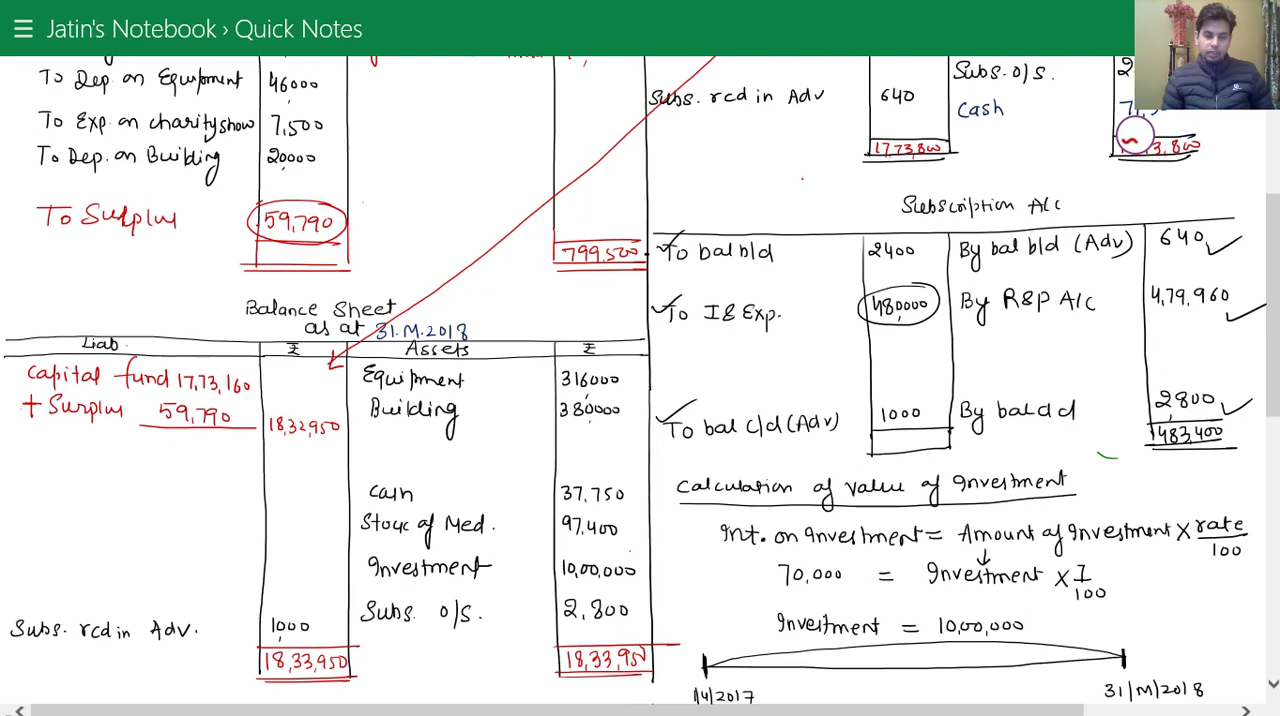 Jatin's Notebook › Quick Notes
To Dep. on Equipment 46000
To Exp. on charity show 7,500
To Dep. on Building 20000
To Surplus 59,790
799,500
Subs. rcd in Adv 640
Subs. O/S.
Cash
17,73,800
3,800
Balance Sheet
as at 31.M.2018
Liab. ₹ Assets ₹
Capital fund 17,73,160
+ Surplus 59,790 18,32,950
Equipment 316000
Building 380000
Cash 37,750
Stock of Med. 97,400
Investment 10,00,000
Subs. O/S. 2,800
Subs. rcd in Adv. 1000
18,33,950 18,33,950
Subscription A/c
To bal b/d 2400 By bal b/d (Adv) 640
To I & Exp. 480000 By R&P A/c 4,79,960
To bal c/d (Adv) 1000 By bal c/d 2,800
483,400
Calculation of value of Investment
Int. on Investment = Amount of Investment × rate/100
70,000 = Investment × 7/100
Investment = 10,00,000
1/4/2017 31/M/2018